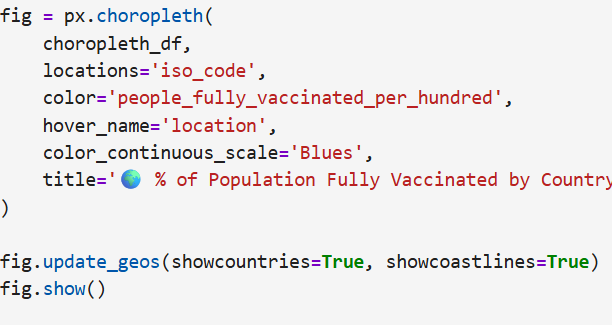 fig = px.choropleth(
    choropleth_df,
    locations='iso_code',
    color='people_fully_vaccinated_per_hundred',
    hover_name='location',
    color_continuous_scale='Blues',
    title='🌏 % of Population Fully Vaccinated by Country
)
fig.update_geos(showcountries=True, showcoastlines=True)
fig.show()